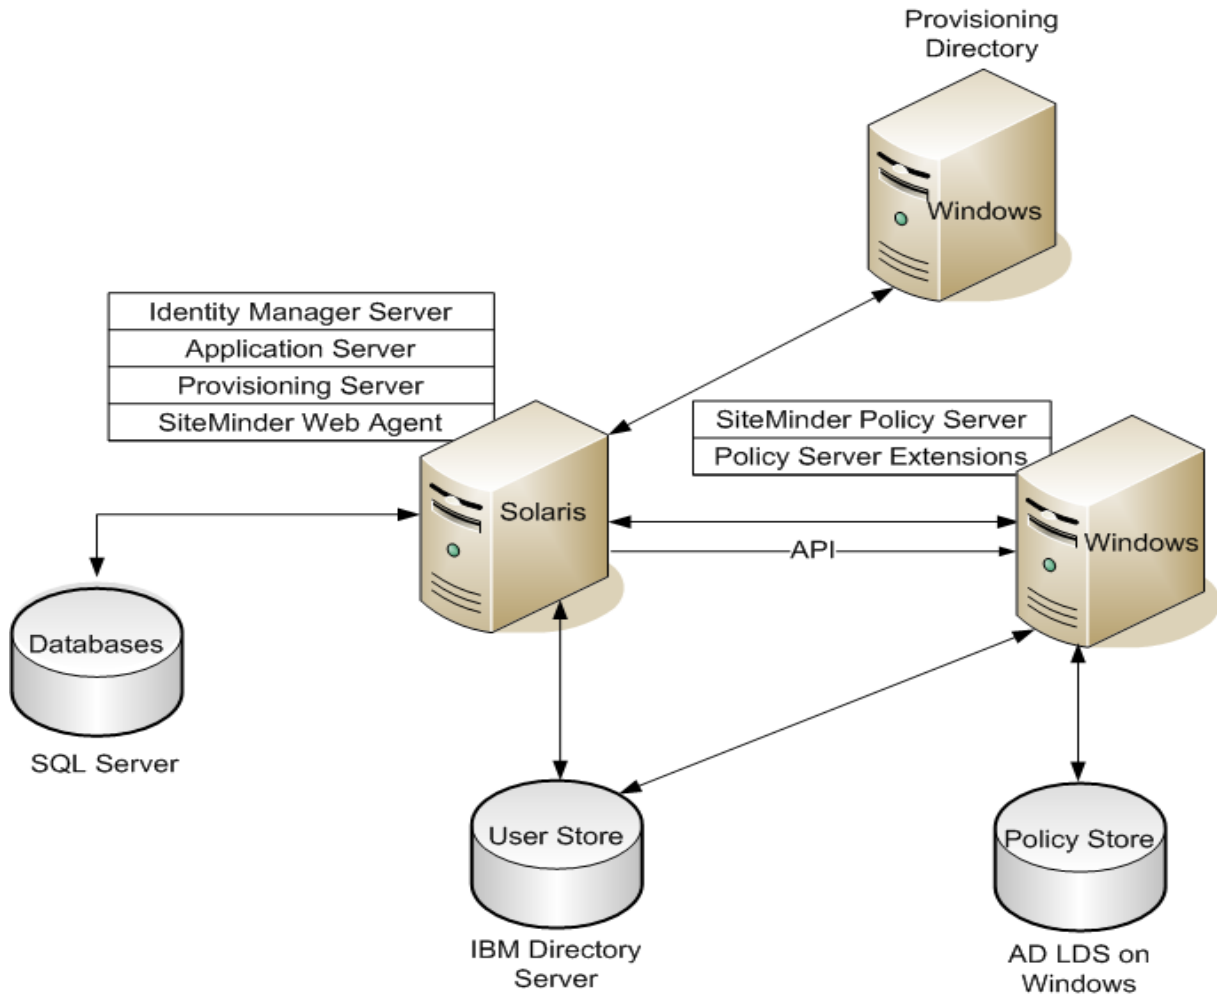 Provisioning
Directory
Windows
Identity Manager Server
Application Server
Provisioning Server
SiteMinder Web Agent
SiteMinder Policy Server
Policy Server Extensions
Solaris
API
Windows
Databases
SQL Server
User Store
IBM Directory
Server
Policy Store
AD LDS on
Windows